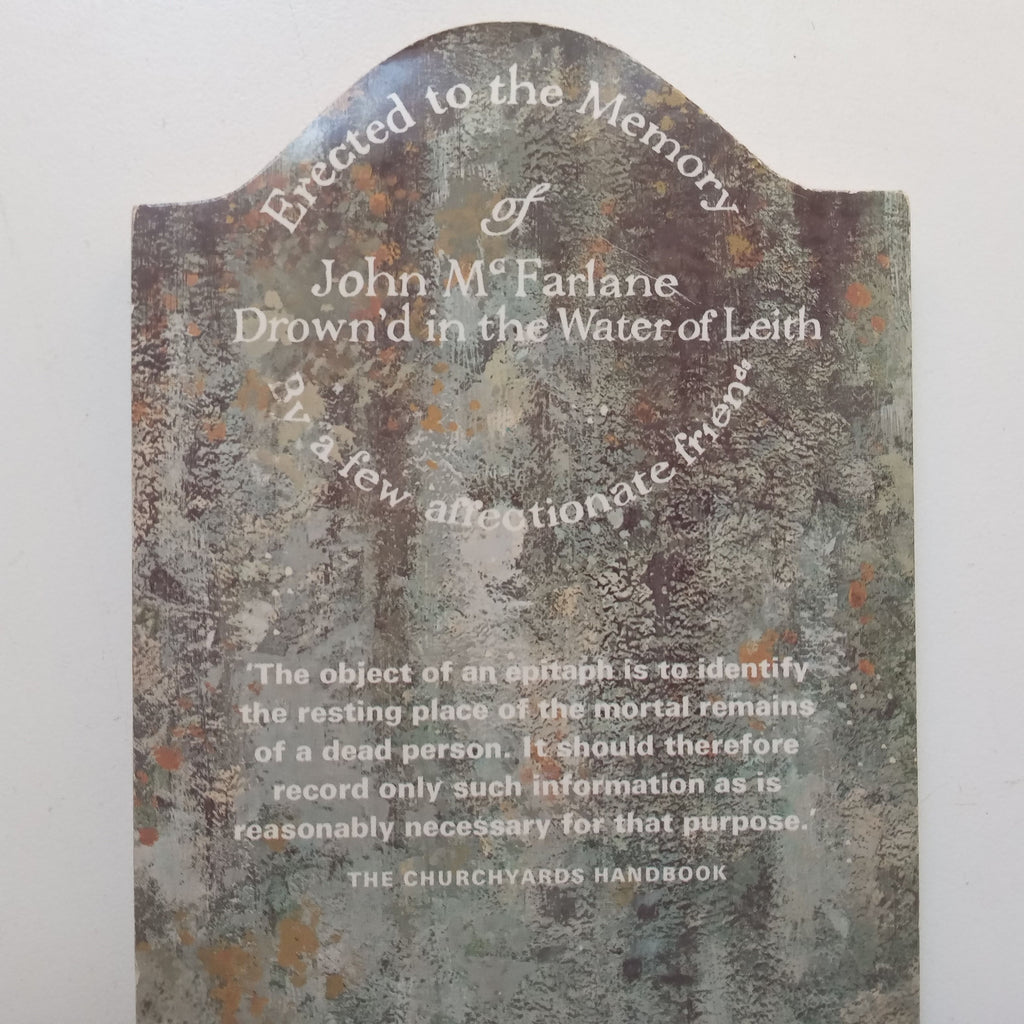 Erected to the Memory
of
John Mc Farlane
Drown'd in the Water of Leith
By a few affectionate friends
'The object of an epitaph is to identify
the resting place of the mortal remains
of a dead person. It should therefore
record only such information as is
reasonably necessary for that purpose.'
THE CHURCHYARDS HANDBOOK